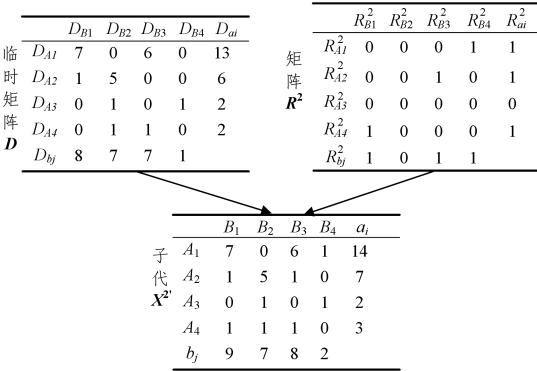 临时矩阵D
D_B1 D_B2 D_B3 D_B4 D_ai
D_A1 7 0 6 0 13
D_A2 1 5 0 0 6
D_A3 0 1 0 1 2
D_A4 0 1 1 0 2
D_bj 8 7 7 1
矩阵R²
R²_B1 R²_B2 R²_B3 R²_B4 R²_ai
R²_A1 0 0 0 1 1
R²_A2 0 0 1 0 1
R²_A3 0 0 0 0 0
R²_A4 1 0 0 0 1
R²_bj 1 0 1 1
子代X²'
B₁ B₂ B₃ B₄ aᵢ
A₁ 7 0 6 1 14
A₂ 1 5 1 0 7
A₃ 0 1 0 1 2
A₄ 1 1 1 0 3
bⱼ 9 7 8 2